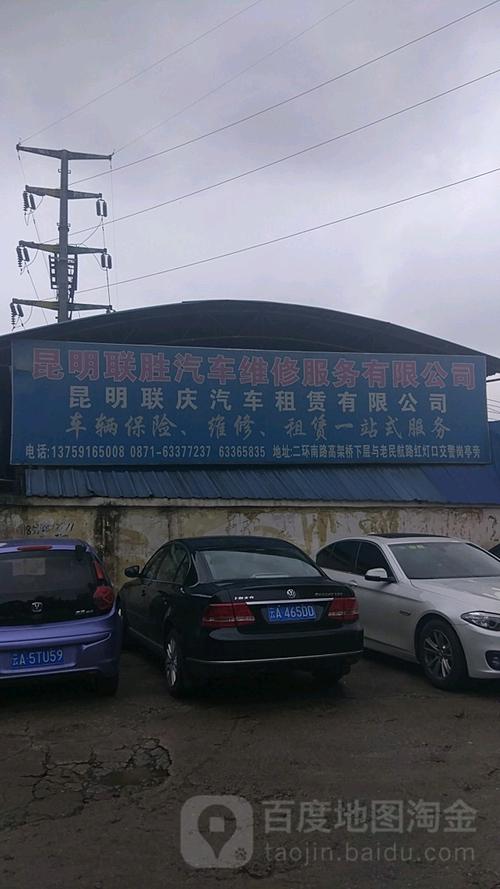 昆明联胜汽车维修服务有限公司
昆明联庆汽车租赁有限公司
车辆保险、维修、租赁一站式服务
电话:13759165008 0871-63377237 63365835 地址:二环南路高架桥下层与老民航路红灯口交警岗亭旁
云A·5TU59
云A·465DD
百度地图淘金
taojin.baidu.com